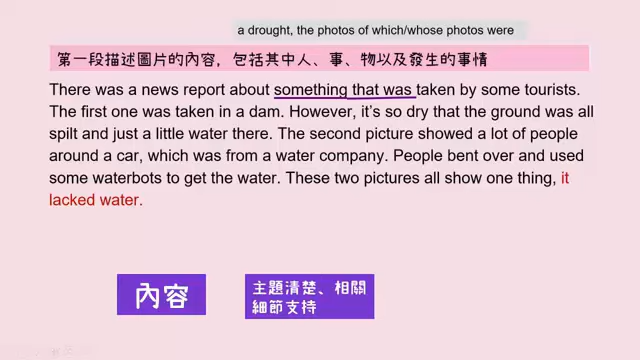 a drought, the photos of which/whose photos were
第一段描述圖片的內容，包括其中人、事、物以及發生的事情
There was a news report about something that was taken by some tourists.
The first one was taken in a dam. However, it’s so dry that the ground was all
spilt and just a little water there. The second picture showed a lot of people
around a car, which was from a water company. People bent over and used
some waterbots to get the water. These two pictures all show one thing, it
lacked water.
內容
主題清楚、相關
細節支持